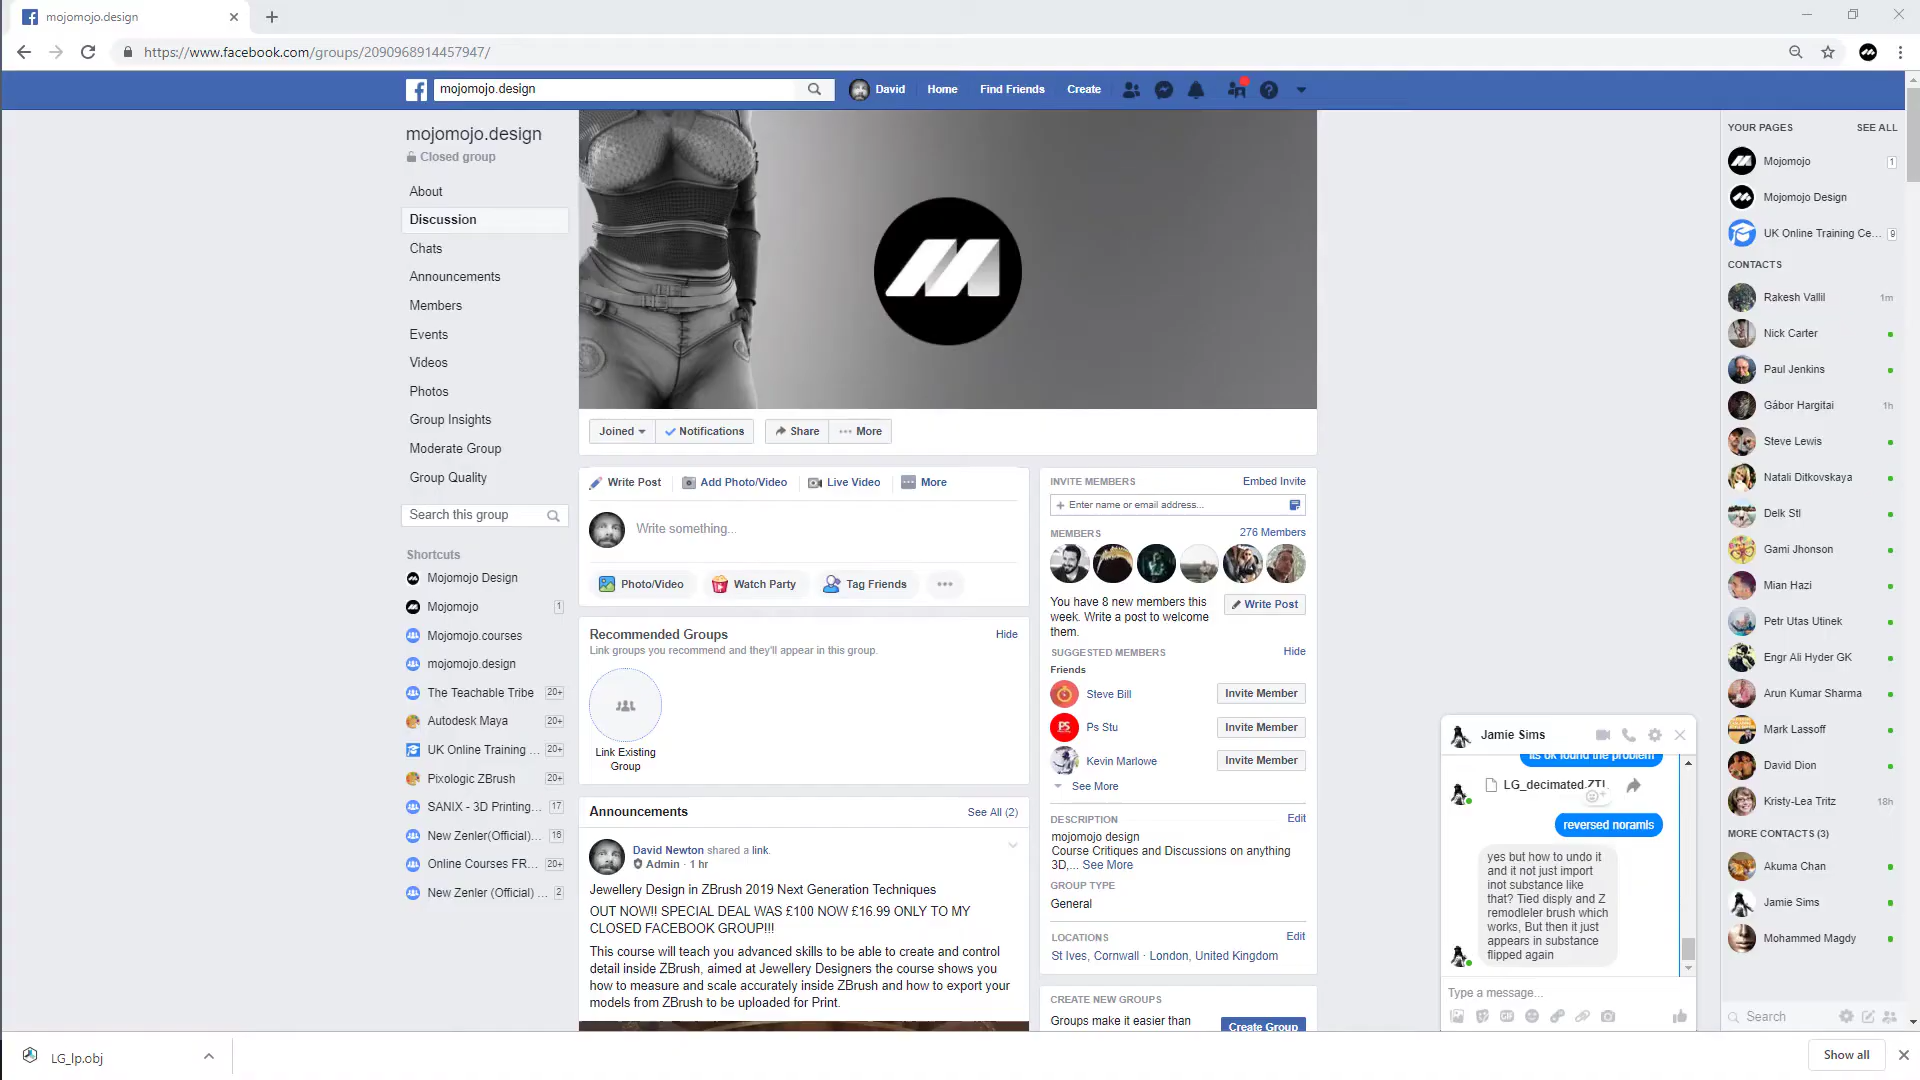 mojomojo.design
https://www.facebook.com/groups/2090968914457947/
mojomojo.design
David
Home
Find Friends
Create
mojomojo.design
Closed group
About
Discussion
Chats
Announcements
Members
Events
Videos
Photos
Group Insights
Moderate Group
Group Quality
Search this group
Shortcuts
Mojomojo Design
Mojomojo 1
Mojomojo.courses
mojomojo.design
The Teachable Tribe 20+
Autodesk Maya 20+
UK Online Training ... 20+
Pixologic ZBrush 20+
SANIX - 3D Printing... 17
New Zenler(Official)... 16
Online Courses FR... 20+
New Zenler (Official) ... 2
Joined
Notifications
Share
More
Write Post
Add Photo/Video
Live Video
More
Write something...
Photo/Video
Watch Party
Tag Friends
Recommended Groups
Hide
Link groups you recommend and they'll appear in this group.
Link Existing
Group
Announcements
See All (2)
David Newton shared a link.
Admin · 1 hr
Jewellery Design in ZBrush 2019 Next Generation Techniques
OUT NOW!! SPECIAL DEAL WAS £100 NOW £16.99 ONLY TO MY
CLOSED FACEBOOK GROUP!!!
This course will teach you advanced skills to be able to create and control
detail inside ZBrush, aimed at Jewellery Designers the course shows you
how to measure and scale accurately inside ZBrush and how to export your
models from ZBrush to be uploaded for Print.
INVITE MEMBERS
Embed Invite
+ Enter name or email address...
MEMBERS
276 Members
You have 8 new members this
week. Write a post to welcome
them.
Write Post
SUGGESTED MEMBERS
Hide
Friends
Steve Bill
Invite Member
PS
Ps Stu
Invite Member
Kevin Marlowe
Invite Member
See More
DESCRIPTION
Edit
mojomojo design
Course Critiques and Discussions on anything
3D,... See More
GROUP TYPE
General
LOCATIONS
Edit
St Ives, Cornwall · London, United Kingdom
CREATE NEW GROUPS
Groups make it easier than
Create Group
Jamie Sims
its ok found the problem
LG_decimated.ZTL
reversed noramls
yes but how to undo it
and it not just import
inot substance like
that? Tied disply and Z
remodleler brush which
works, But then it just
appears in substance
flipped again
Type a message...
YOUR PAGES
SEE ALL
Mojomojo 1
Mojomojo Design
UK Online Training Ce... 9
CONTACTS
Rakesh Vallil 1m
Nick Carter
Paul Jenkins
Gábor Hargitai 1h
Steve Lewis
Natali Ditkovskaya
Delk Stl
Gami Jhonson
Mian Hazi
Petr Utas Utinek
Engr Ali Hyder GK
Arun Kumar Sharma
Mark Lassoff
David Dion
Kristy-Lea Tritz 18h
MORE CONTACTS (3)
Akuma Chan
Jamie Sims
Mohammed Magdy
Search
LG_lp.obj
Show all